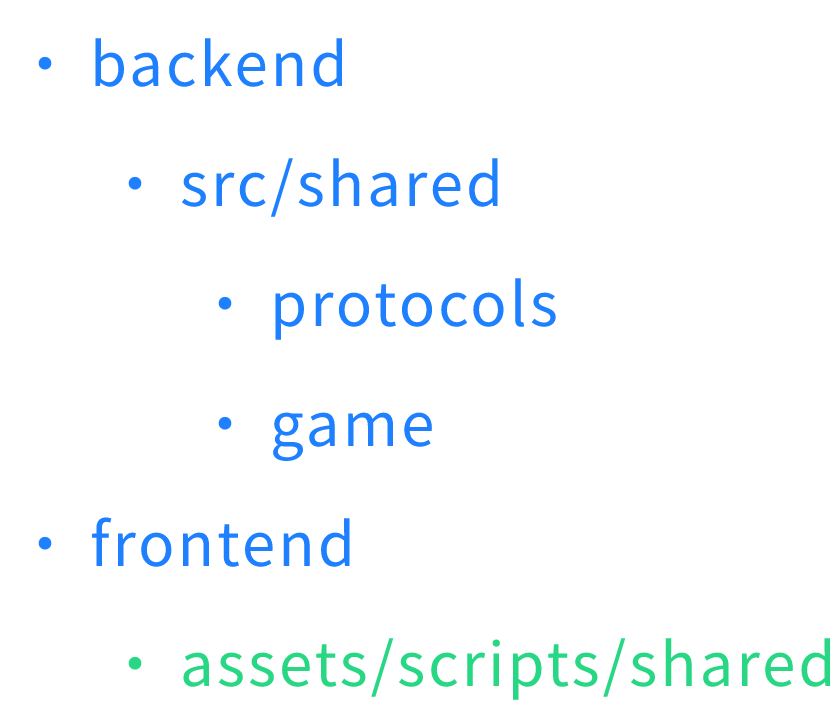 • backend
• src/shared
• protocols
• game
• frontend
• assets/scripts/shared